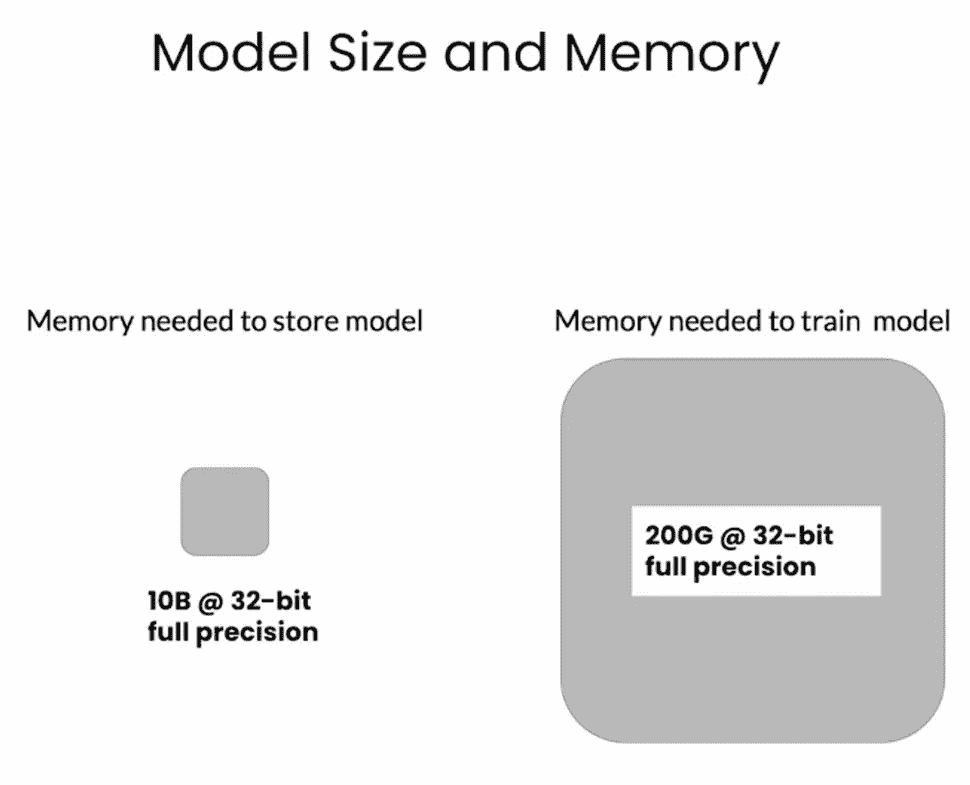 Model Size and Memory
Memory needed to store model
Memory needed to train model
10B @ 32-bit
full precision
200G @ 32-bit
full precision